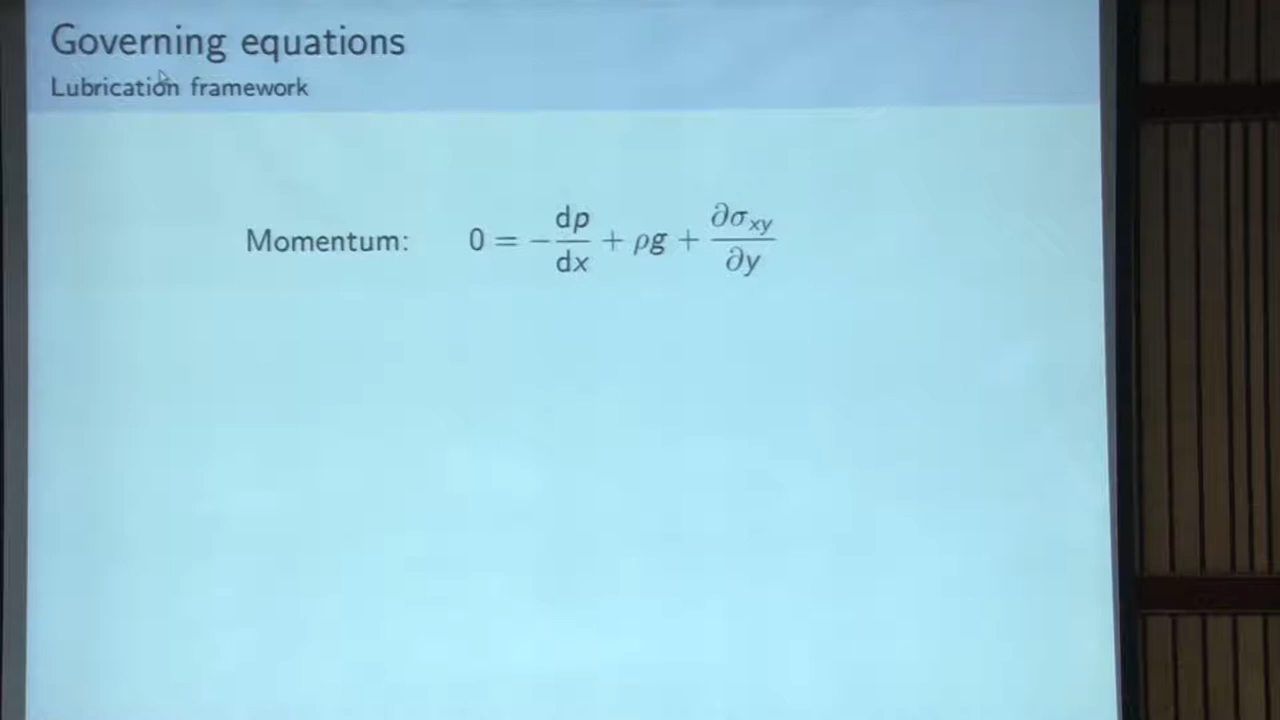 Governing equations
Lubrication framework
Momentum: 0 = −dp/dx + ρg + ∂σ_xy/∂y